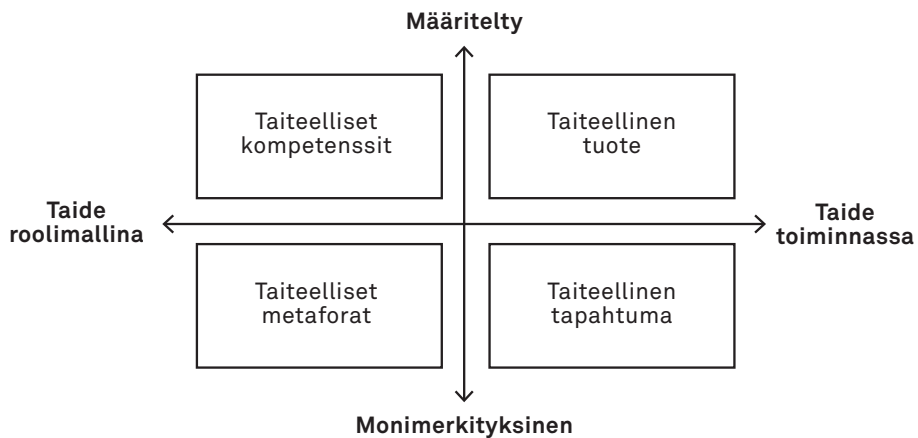 Määritelty
Taiteelliset
kompetenssit
Taiteellinen
tuote
Taide
roolimallina
Taide
toiminnassa
Taiteelliset
metaforat
Taiteellinen
tapahtuma
Monimerkityksinen